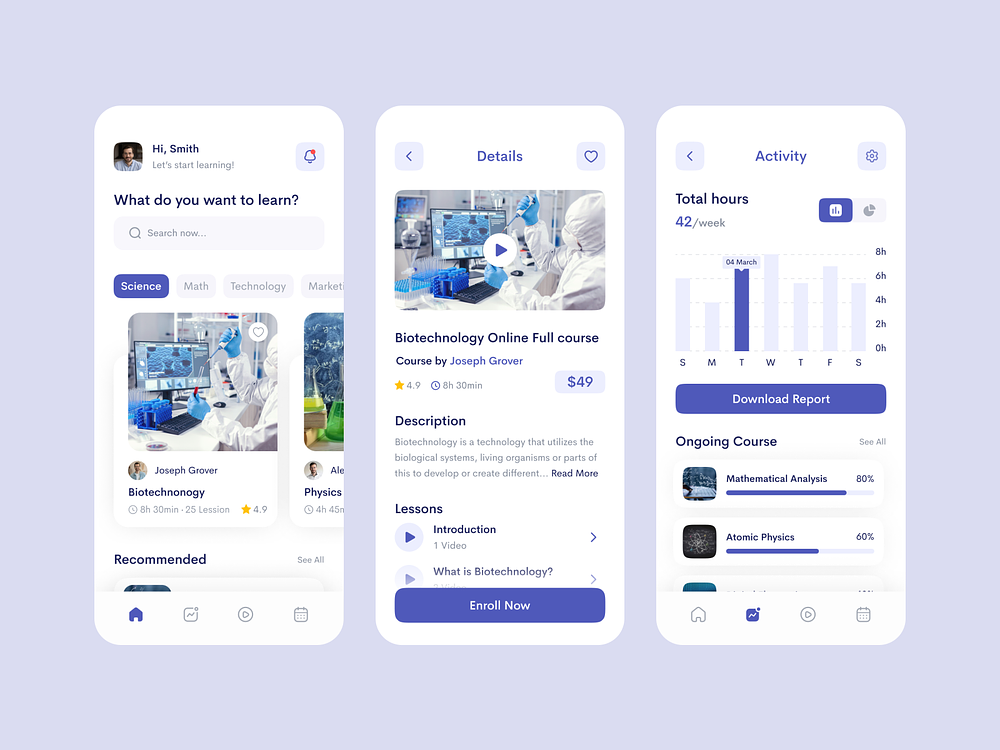 Hi, Smith
Let's start learning!
What do you want to learn?
Search now...
Science Math Technology Marketi
Joseph Grover
Biotechnonogy
8h 30min · 25 Lession 4.9
Ale
Physics
4h 45m
Recommended See All
Details
Biotechnology Online Full course
Course by Joseph Grover
4.9 8h 30min $49
Description
Biotechnology is a technology that utilizes the
biological systems, living organisms or parts of
this to develop or create different... Read More
Lessons
Introduction
1 Video
What is Biotechnology?
Enroll Now
Activity
Total hours
42/week
04 March
8h
6h
4h
2h
0h
S M T W T F S
Download Report
Ongoing Course See All
Mathematical Analysis 80%
Atomic Physics 60%